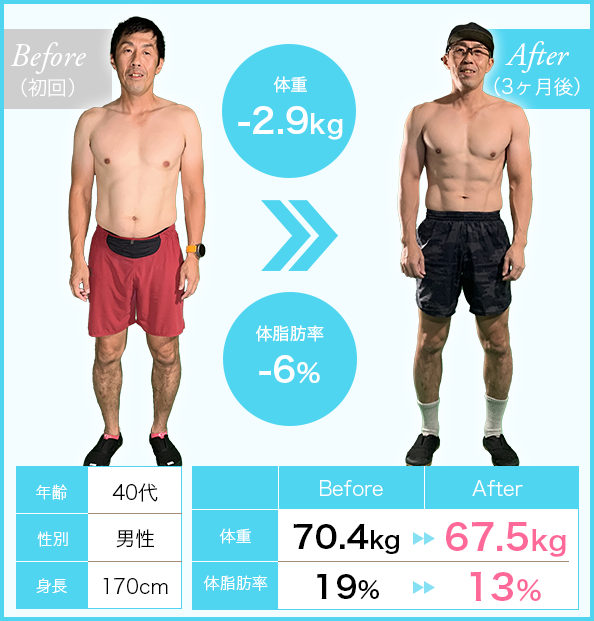 Before
（初回）
After
（3ヶ月後）
体重
-2.9kg
体脂肪率
-6%
年齢 40代
性別 男性
身長 170cm
Before After
体重 70.4kg 67.5kg
体脂肪率 19% 13%